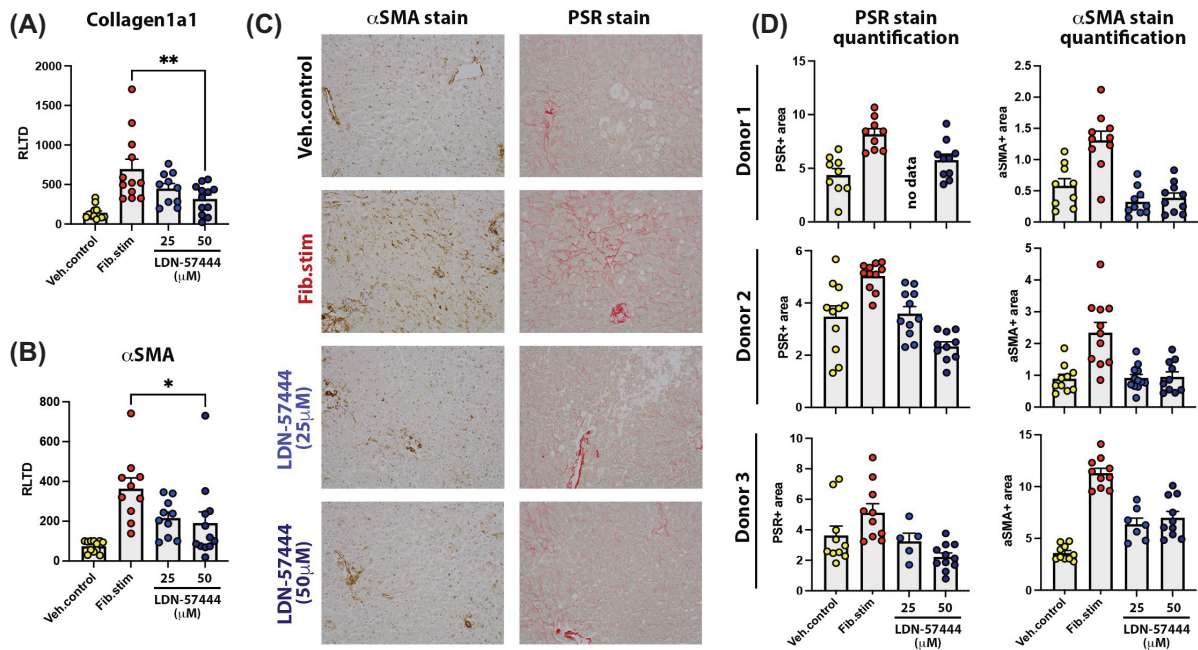 (A)
Collagen1a1
2000
1500
1000
500
0
RLTD
**
Veh.control
Fib.stim
25
50
LDN-57444
(μM)
(B)
αSMA
800
600
400
200
0
RLTD
*
Veh.control
Fib.stim
25
50
LDN-57444
(μM)
(C)
αSMA stain
PSR stain
Veh.control
Fib.stim
LDN-57444
(25μM)
LDN-57444
(50μM)
(D)
PSR stain
quantification
αSMA stain
quantification
Donor 1
15
10
5
0
PSR+ area
no data
2.5
2.0
1.5
1.0
0.5
0.0
aSMA+ area
Donor 2
6
4
2
0
PSR+ area
5
4
3
2
1
0
aSMA+ area
Donor 3
10
8
6
4
2
0
PSR+ area
Veh.control
Fib.stim
25
50
LDN-57444
(μM)
15
10
5
0
aSMA+ area
Veh.control
Fib.stim
25
50
LDN-57444
(μM)